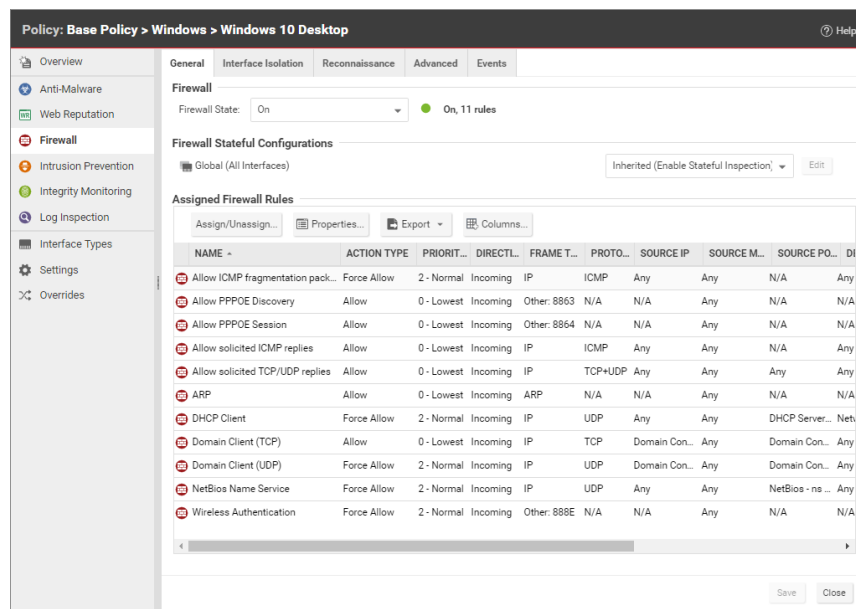 Policy: Base Policy > Windows > Windows 10 Desktop
Help
Overview
Anti-Malware
WR Web Reputation
Firewall
Intrusion Prevention
Integrity Monitoring
Log Inspection
Interface Types
Settings
Overrides
General Interface Isolation Reconnaissance Advanced Events
Firewall
Firewall State: On On, 11 rules
Firewall Stateful Configurations
Global (All Interfaces) Inherited (Enable Stateful Inspection) Edit
Assigned Firewall Rules
Assign/Unassign... Properties... Export Columns...
NAME ACTION TYPE PRIORIT... DIRECTI... FRAME T... PROTO... SOURCE IP SOURCE M... SOURCE PO... DI
Allow ICMP fragmentation pack... Force Allow 2 - Normal Incoming IP ICMP Any Any N/A Any
Allow PPPOE Discovery Allow 0 - Lowest Incoming Other: 8863 N/A N/A Any N/A N/A
Allow PPPOE Session Allow 0 - Lowest Incoming Other: 8864 N/A N/A Any N/A N/A
Allow solicited ICMP replies Allow 0 - Lowest Incoming IP ICMP Any Any N/A Any
Allow solicited TCP/UDP replies Allow 0 - Lowest Incoming IP TCP+UDP Any Any Any Any
ARP Allow 0 - Lowest Incoming ARP N/A N/A Any N/A N/A
DHCP Client Force Allow 2 - Normal Incoming IP UDP Any Any DHCP Server... Netw
Domain Client (TCP) Allow 0 - Lowest Incoming IP TCP Domain Con... Any Domain Con... Any
Domain Client (UDP) Force Allow 2 - Normal Incoming IP UDP Domain Con... Any Domain Con... Any
NetBios Name Service Force Allow 2 - Normal Incoming IP UDP Any Any NetBios - ns ... Any
Wireless Authentication Force Allow 2 - Normal Incoming Other: 888E N/A N/A Any N/A N/A
Save Close